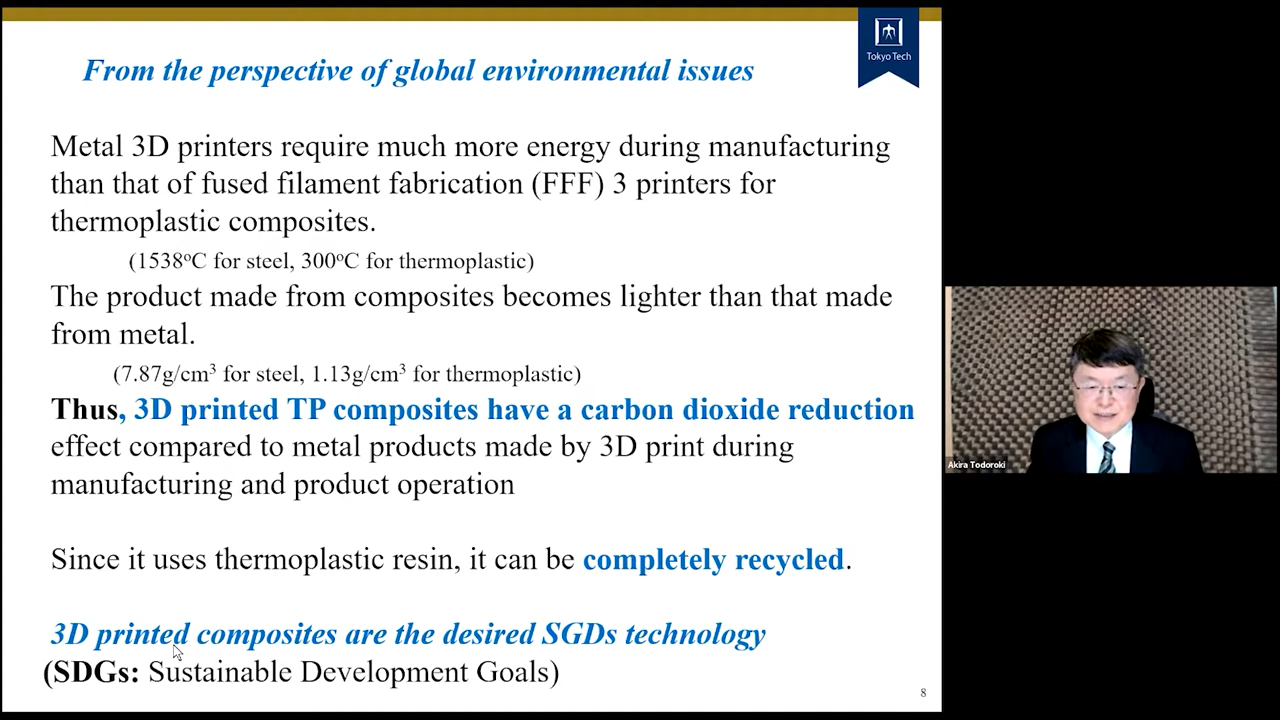 Tokyo Tech
From the perspective of global environmental issues
Metal 3D printers require much more energy during manufacturing
than that of fused filament fabrication (FFF) 3 printers for
thermoplastic composites.
(1538°C for steel, 300°C for thermoplastic)
The product made from composites becomes lighter than that made
from metal.
(7.87g/cm³ for steel, 1.13g/cm³ for thermoplastic)
Thus, 3D printed TP composites have a carbon dioxide reduction
effect compared to metal products made by 3D print during
manufacturing and product operation
Since it uses thermoplastic resin, it can be completely recycled.
3D printed composites are the desired SGDs technology
(SDGs: Sustainable Development Goals)
8
Akira Todoroki